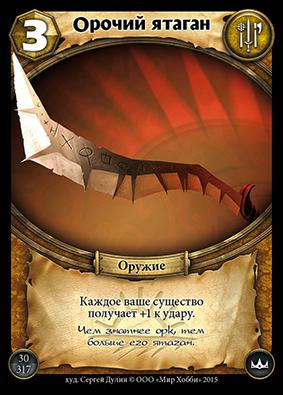 3
Орочий ятаган
Оружие
Каждое ваше существо
получает +1 к удару.
Чем знатнее орк, тем
больше его ятаган.
30
317
худ. Сергей Дулин © ООО «Мир Хобби» 2015